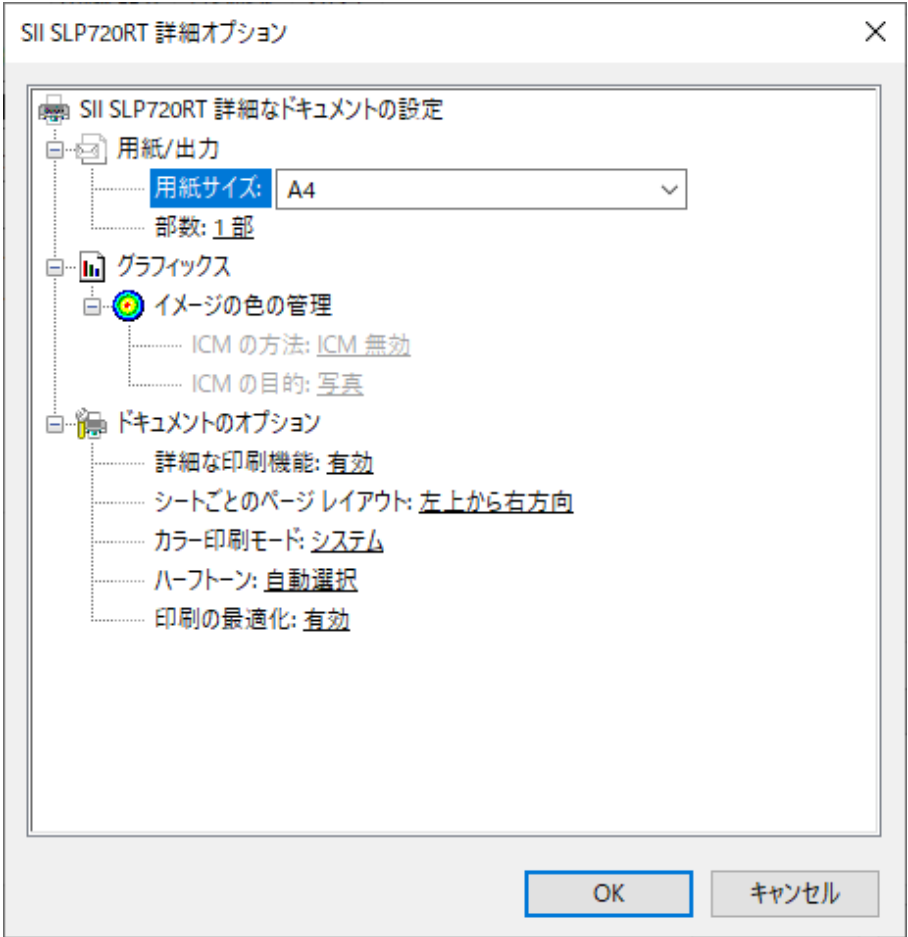 SII SLP720RT 詳細オプション
SII SLP720RT 詳細なドキュメントの設定
用紙/出力
用紙サイズ: A4
部数: 1 部
グラフィックス
イメージの色の管理
ICM の方法: ICM 無効
ICM の目的: 写真
ドキュメントのオプション
詳細な印刷機能: 有効
シートごとのページ レイアウト: 左上から右方向
カラー印刷モード: システム
ハーフトーン: 自動選択
印刷の最適化: 有効
OK キャンセル